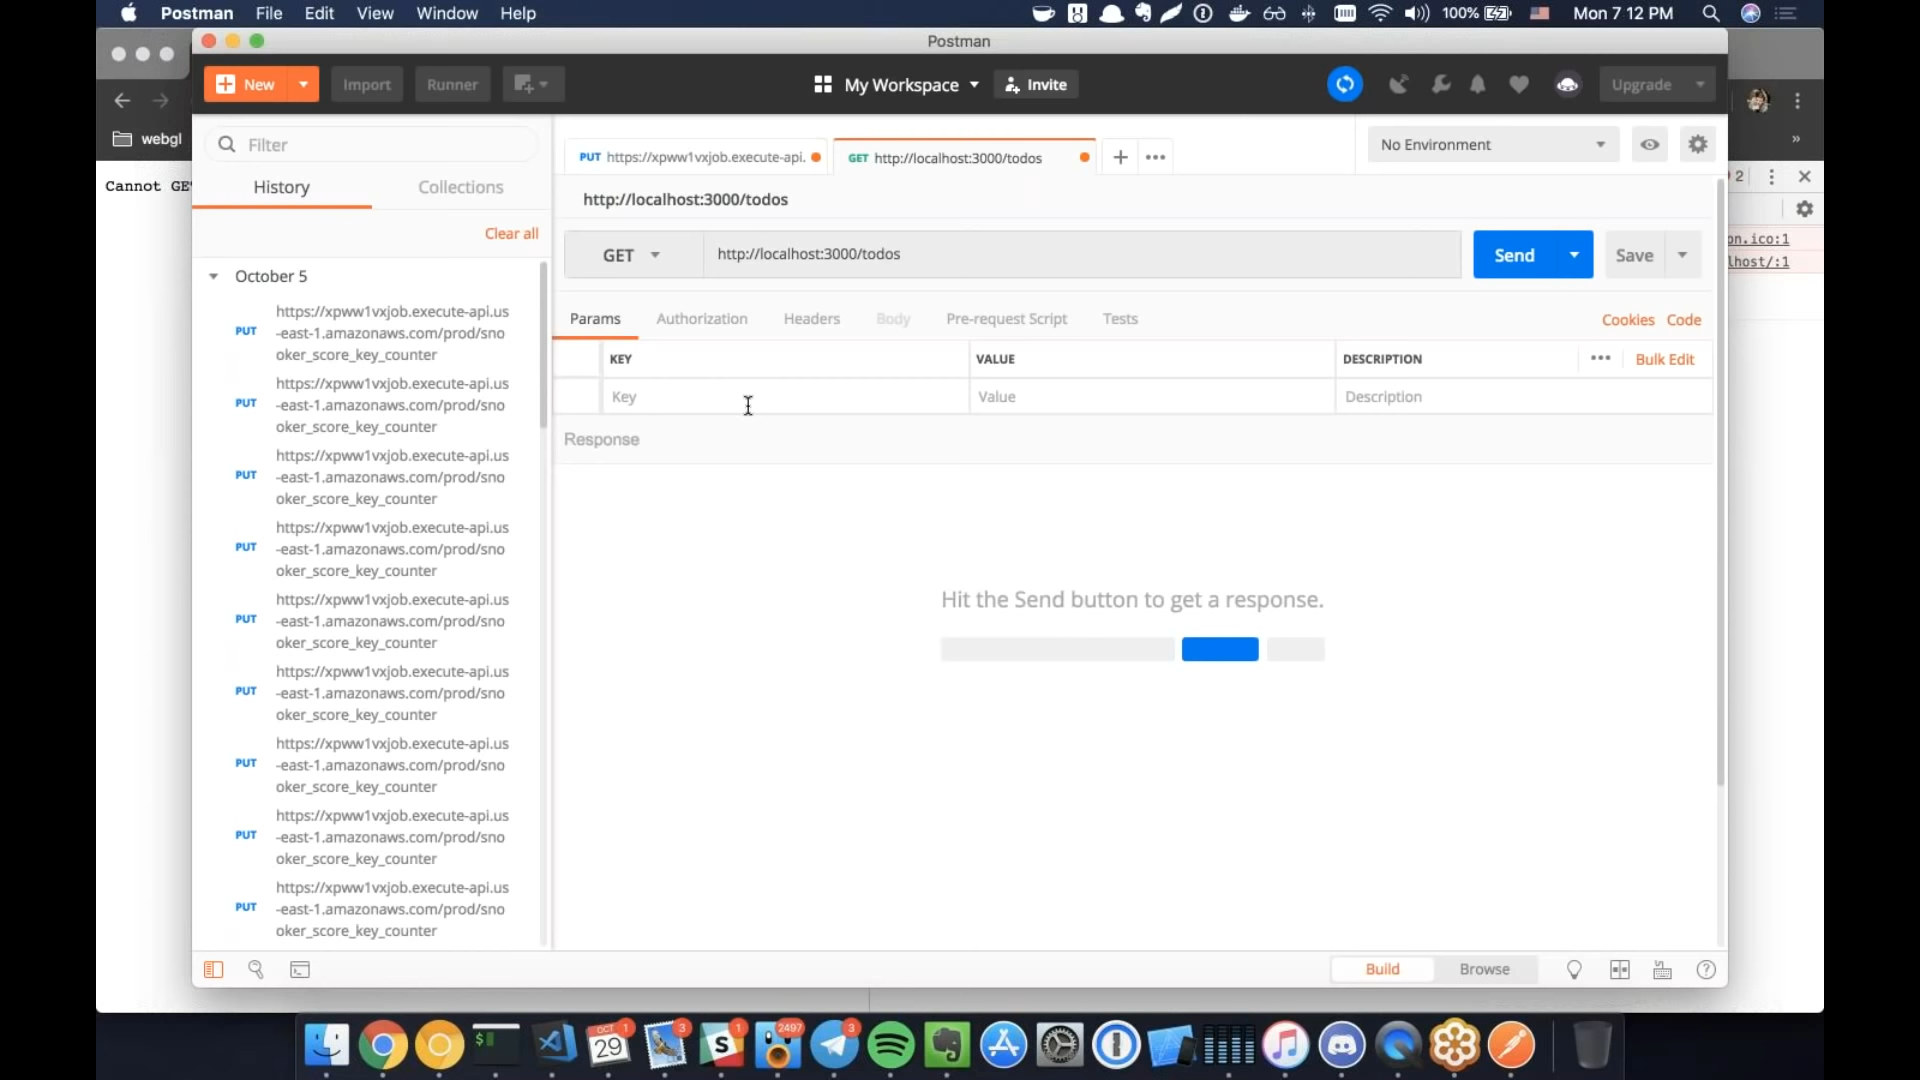 Postman File Edit View Window Help 100% Mon 7 12 PM
Postman
New Import Runner My Workspace Invite Upgrade
webgl
Filter
No Environment
PUT https://xpww1vxjob.execute-api. GET http://localhost:3000/todos
Cannot GE
History Collections
2
http://localhost:3000/todos
Clear all
on.ico:1
GET http://localhost:3000/todos Send Save
lhost/:1
October 5
Params Authorization Headers Body Pre-request Script Tests Cookies Code
KEY VALUE DESCRIPTION Bulk Edit
Key Value Description
Response
Hit the Send button to get a response.
PUT https://xpww1vxjob.execute-api.us
-east-1.amazonaws.com/prod/sno
oker_score_key_counter
PUT https://xpww1vxjob.execute-api.us
-east-1.amazonaws.com/prod/sno
oker_score_key_counter
PUT https://xpww1vxjob.execute-api.us
-east-1.amazonaws.com/prod/sno
oker_score_key_counter
PUT https://xpww1vxjob.execute-api.us
-east-1.amazonaws.com/prod/sno
oker_score_key_counter
PUT https://xpww1vxjob.execute-api.us
-east-1.amazonaws.com/prod/sno
oker_score_key_counter
PUT https://xpww1vxjob.execute-api.us
-east-1.amazonaws.com/prod/sno
oker_score_key_counter
PUT https://xpww1vxjob.execute-api.us
-east-1.amazonaws.com/prod/sno
oker_score_key_counter
PUT https://xpww1vxjob.execute-api.us
-east-1.amazonaws.com/prod/sno
oker_score_key_counter
PUT https://xpww1vxjob.execute-api.us
-east-1.amazonaws.com/prod/sno
oker_score_key_counter
Build Browse
OCT 1 3 1 2497 3
29